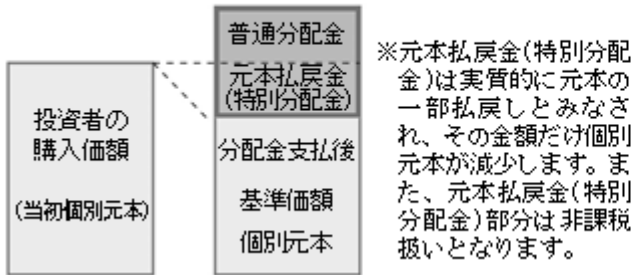 普通分配金
元本払戻金
(特別分配金)
投資者の
購入価額
(当初個別元本)
分配金支払後
基準価額
個別元本
※元本払戻金(特別分配
金)は実質的に元本の
一部払戻しとみなさ
れ、その金額だけ個別
元本が減少します。ま
た、元本払戻金(特別
分配金)部分は非課税
扱いとなります。